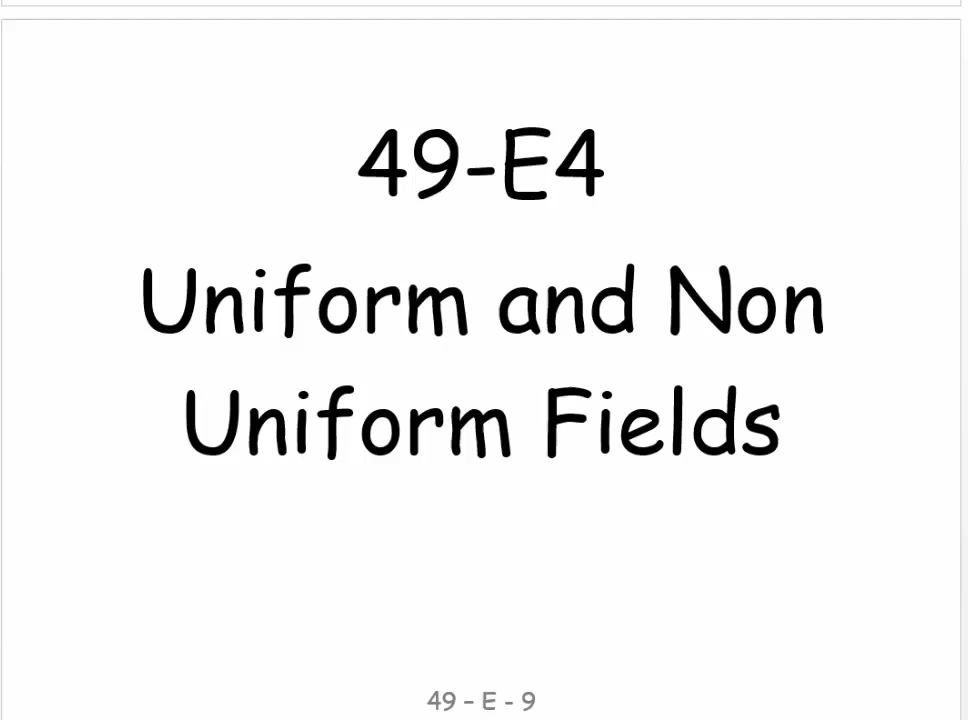 49-E4
Uniform and Non
Uniform Fields
49 - E - 9